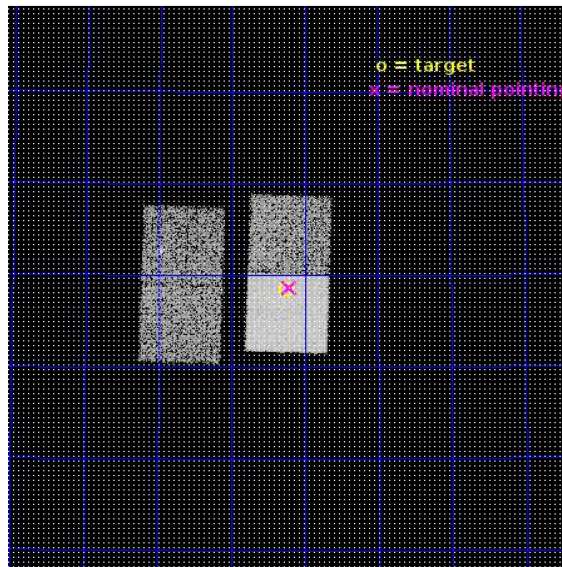 o = target
x = nominal pointing